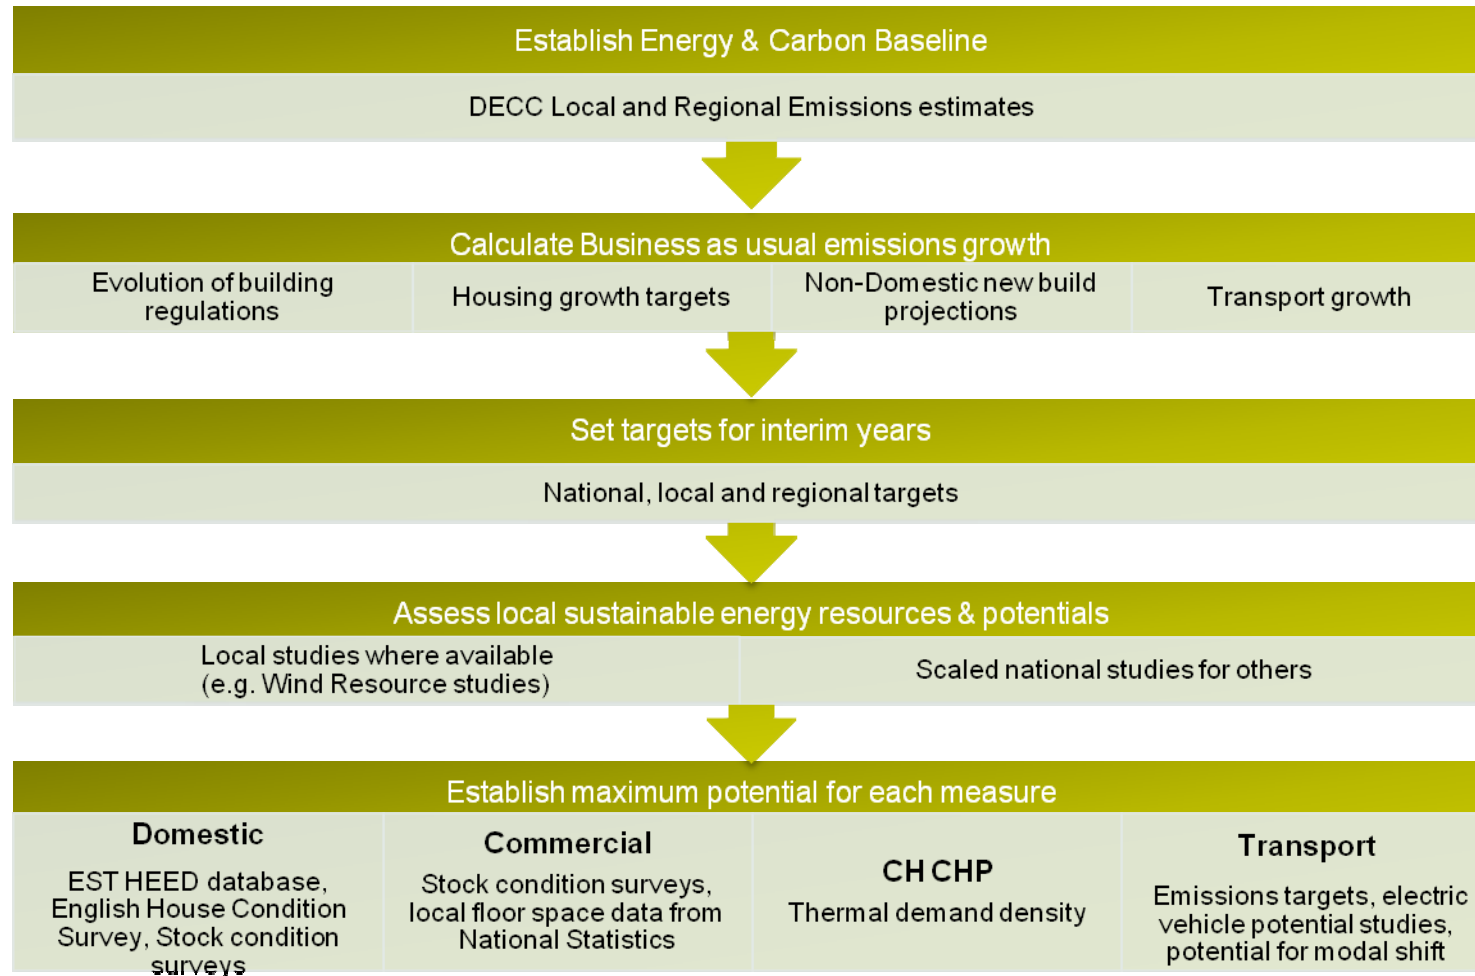 Establish Energy & Carbon Baseline
DECC Local and Regional Emissions estimates
Calculate Business as usual emissions growth
Evolution of building
regulations
Housing growth targets
Non-Domestic new build
projections
Transport growth
Set targets for interim years
National, local and regional targets
Assess local sustainable energy resources & potentials
Local studies where available
(e.g. Wind Resource studies)
Scaled national studies for others
Establish maximum potential for each measure
Domestic
EST HEED database,
English House Condition
Survey, Stock condition
surveys
Commercial
Stock condition surveys,
local floor space data from
National Statistics
CH CHP
Thermal demand density
Transport
Emissions targets, electric
vehicle potential studies,
potential for modal shift